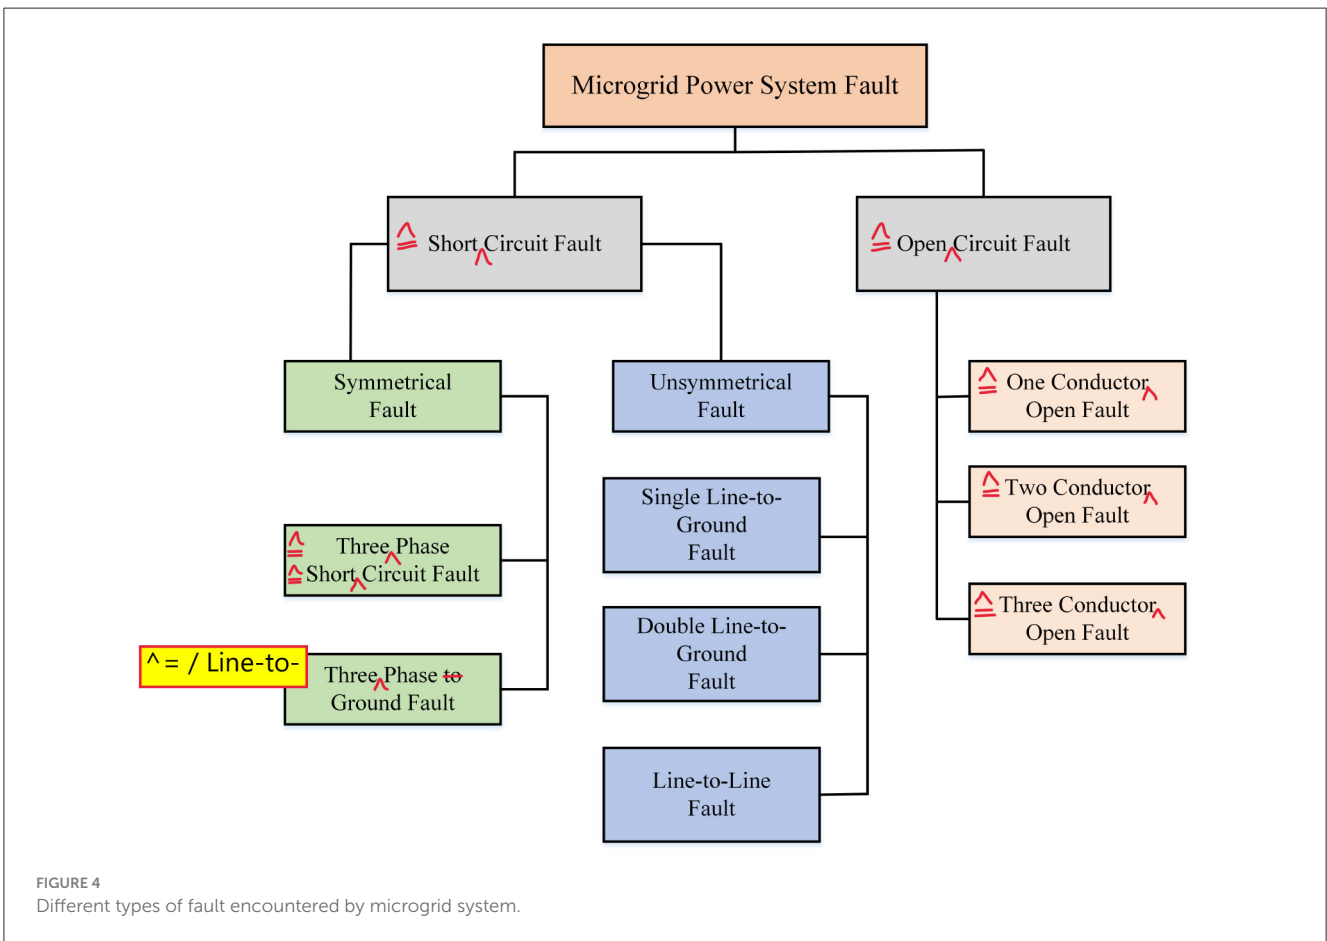 Microgrid Power System Fault
Short Circuit Fault
Open Circuit Fault
Symmetrical
Fault
Unsymmetrical
Fault
One Conductor
Open Fault
Single Line-to-
Ground
Fault
Two Conductor
Open Fault
Three Phase
Short Circuit Fault
Three Conductor
Open Fault
Double Line-to-
Ground
Fault
^ = / Line-to-
Three Phase to
Ground Fault
Line-to-Line
Fault
FIGURE 4
Different types of fault encountered by microgrid system.